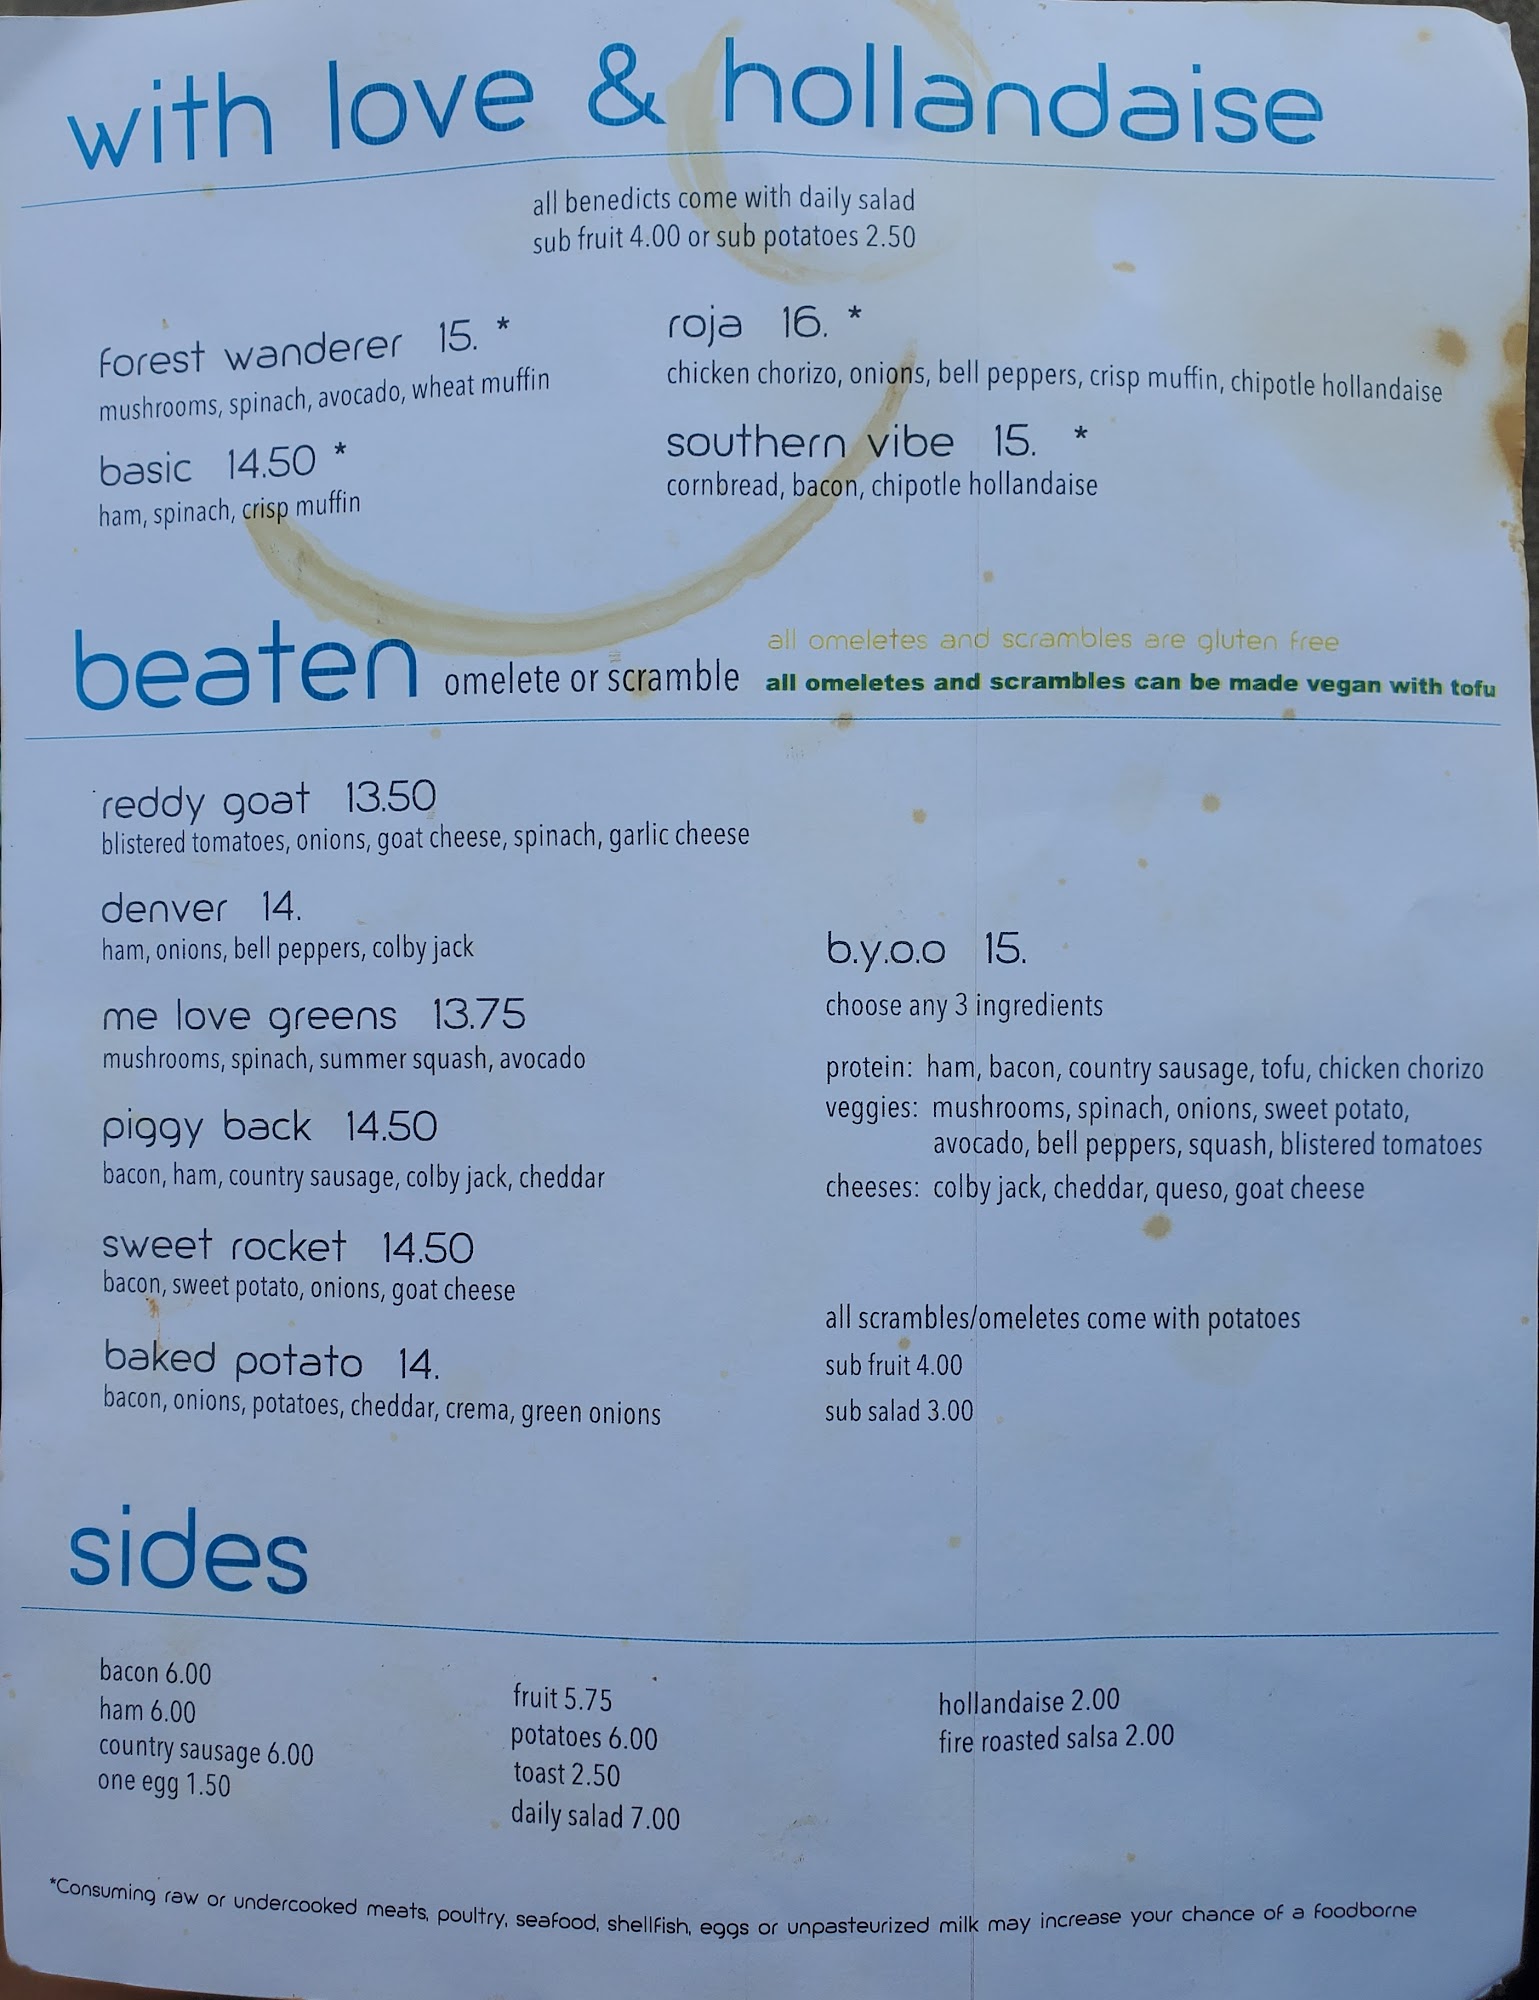 with love & hollandaise
all benedicts come with daily salad
sub fruit 4.00 or sub potatoes 2.50
forest wanderer 15. *
mushrooms, spinach, avocado, wheat muffin
basic 14.50 *
ham, spinach, crisp muffin
roja 16. *
chicken chorizo, onions, bell peppers, crisp muffin, chipotle hollandaise
southern vibe 15. *
cornbread, bacon, chipotle hollandaise
beaten omelete or scramble
all omeletes and scrambles are gluten free
all omeletes and scrambles can be made vegan with tofu
reddy goat 13.50
blistered tomatoes, onions, goat cheese, spinach, garlic cheese
denver 14.
ham, onions, bell peppers, colby jack
me love greens 13.75
mushrooms, spinach, summer squash, avocado
piggy back 14.50
bacon, ham, country sausage, colby jack, cheddar
sweet rocket 14.50
bacon, sweet potato, onions, goat cheese
baked potato 14.
bacon, onions, potatoes, cheddar, crema, green onions
b.y.o.o 15.
choose any 3 ingredients
protein: ham, bacon, country sausage, tofu, chicken chorizo
veggies: mushrooms, spinach, onions, sweet potato,
avocado, bell peppers, squash, blistered tomatoes
cheeses: colby jack, cheddar, queso, goat cheese
all scrambles/omeletes come with potatoes
sub fruit 4.00
sub salad 3.00
sides
bacon 6.00
ham 6.00
country sausage 6.00
one egg 1.50
fruit 5.75
potatoes 6.00
toast 2.50
daily salad 7.00
hollandaise 2.00
fire roasted salsa 2.00
*Consuming raw or undercooked meats, poultry, seafood, shellfish, eggs or unpasteurized milk may increase your chance of a foodborne